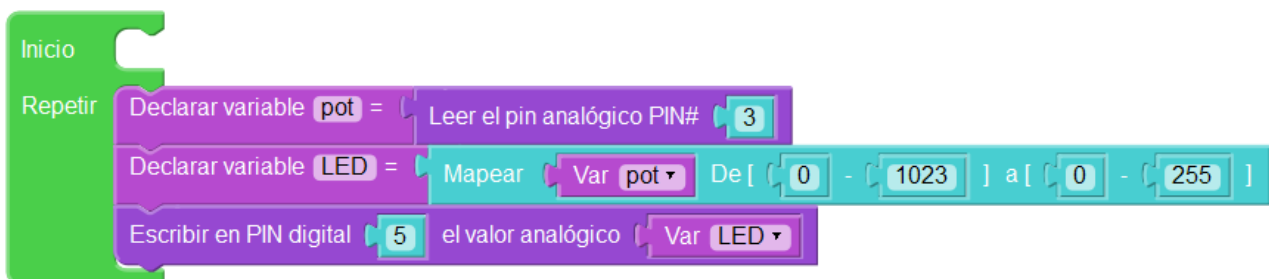 Inicio
Repetir Declarar variable pot = Leer el pin analógico PIN# 3
Declarar variable LED = Mapear Var pot De [ 0 - 1023 ] a [ 0 - 255 ]
Escribir en PIN digital 5 el valor analógico Var LED